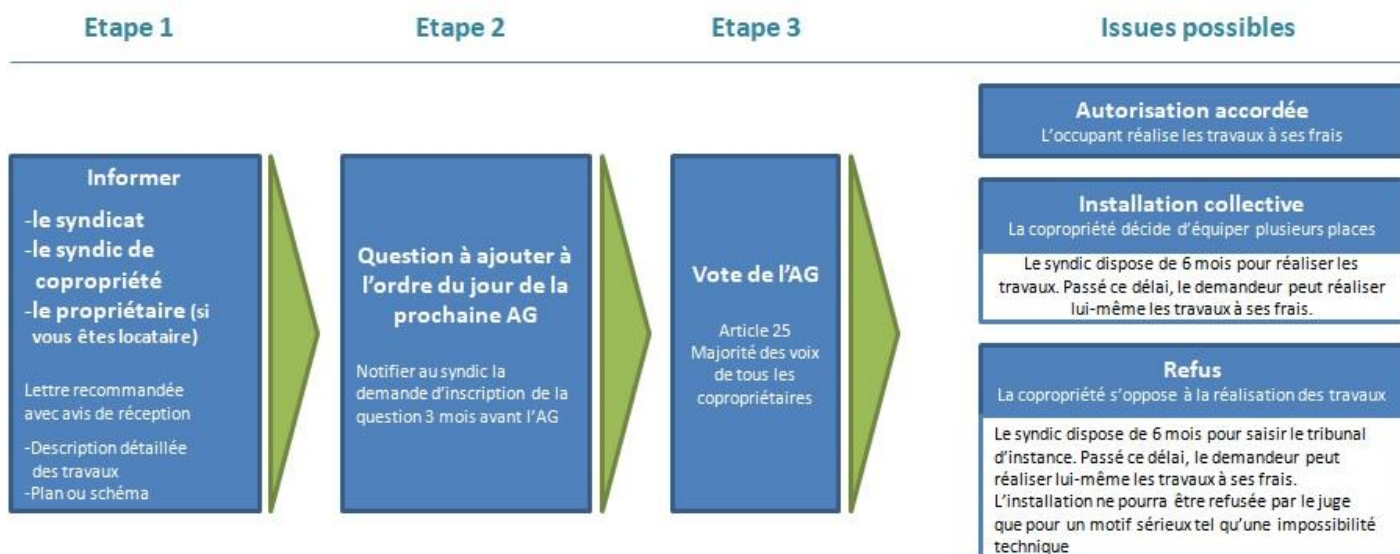 Etape 1
Etape 2
Etape 3
Issues possibles
Informer
-le syndicat
-le syndic de
copropriété
-le propriétaire (si
vous êtes locataire)
Lettre recommandée
avec avis de réception
-Description détaillée
des travaux
-Plan ou schéma
Question à ajouter à
l'ordre du jour de la
prochaine AG
Notifier au syndic la
demande d'inscription de la
question 3 mois avant l'AG
Vote de l'AG
Article 25
Majorité des voix
de tous les
copropriétaires
Autorisation accordée
L'occupant réalise les travaux à ses frais
Installation collective
La copropriété décide d'équiper plusieurs places
Le syndic dispose de 6 mois pour réaliser les
travaux. Passé ce délai, le demandeur peut réaliser
lui-même les travaux à ses frais.
Refus
La copropriété s'oppose à la réalisation des travaux
Le syndic dispose de 6 mois pour saisir le tribunal
d'instance. Passé ce délai, le demandeur peut
réaliser lui-même les travaux à ses frais.
L'installation ne pourra être refusée par le juge
que pour un motif sérieux tel qu'une impossibilité
technique